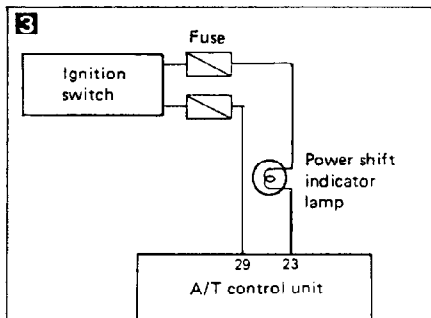 3
Fuse
Ignition
switch
Power shift
indicator
lamp
29 23
A/T control unit